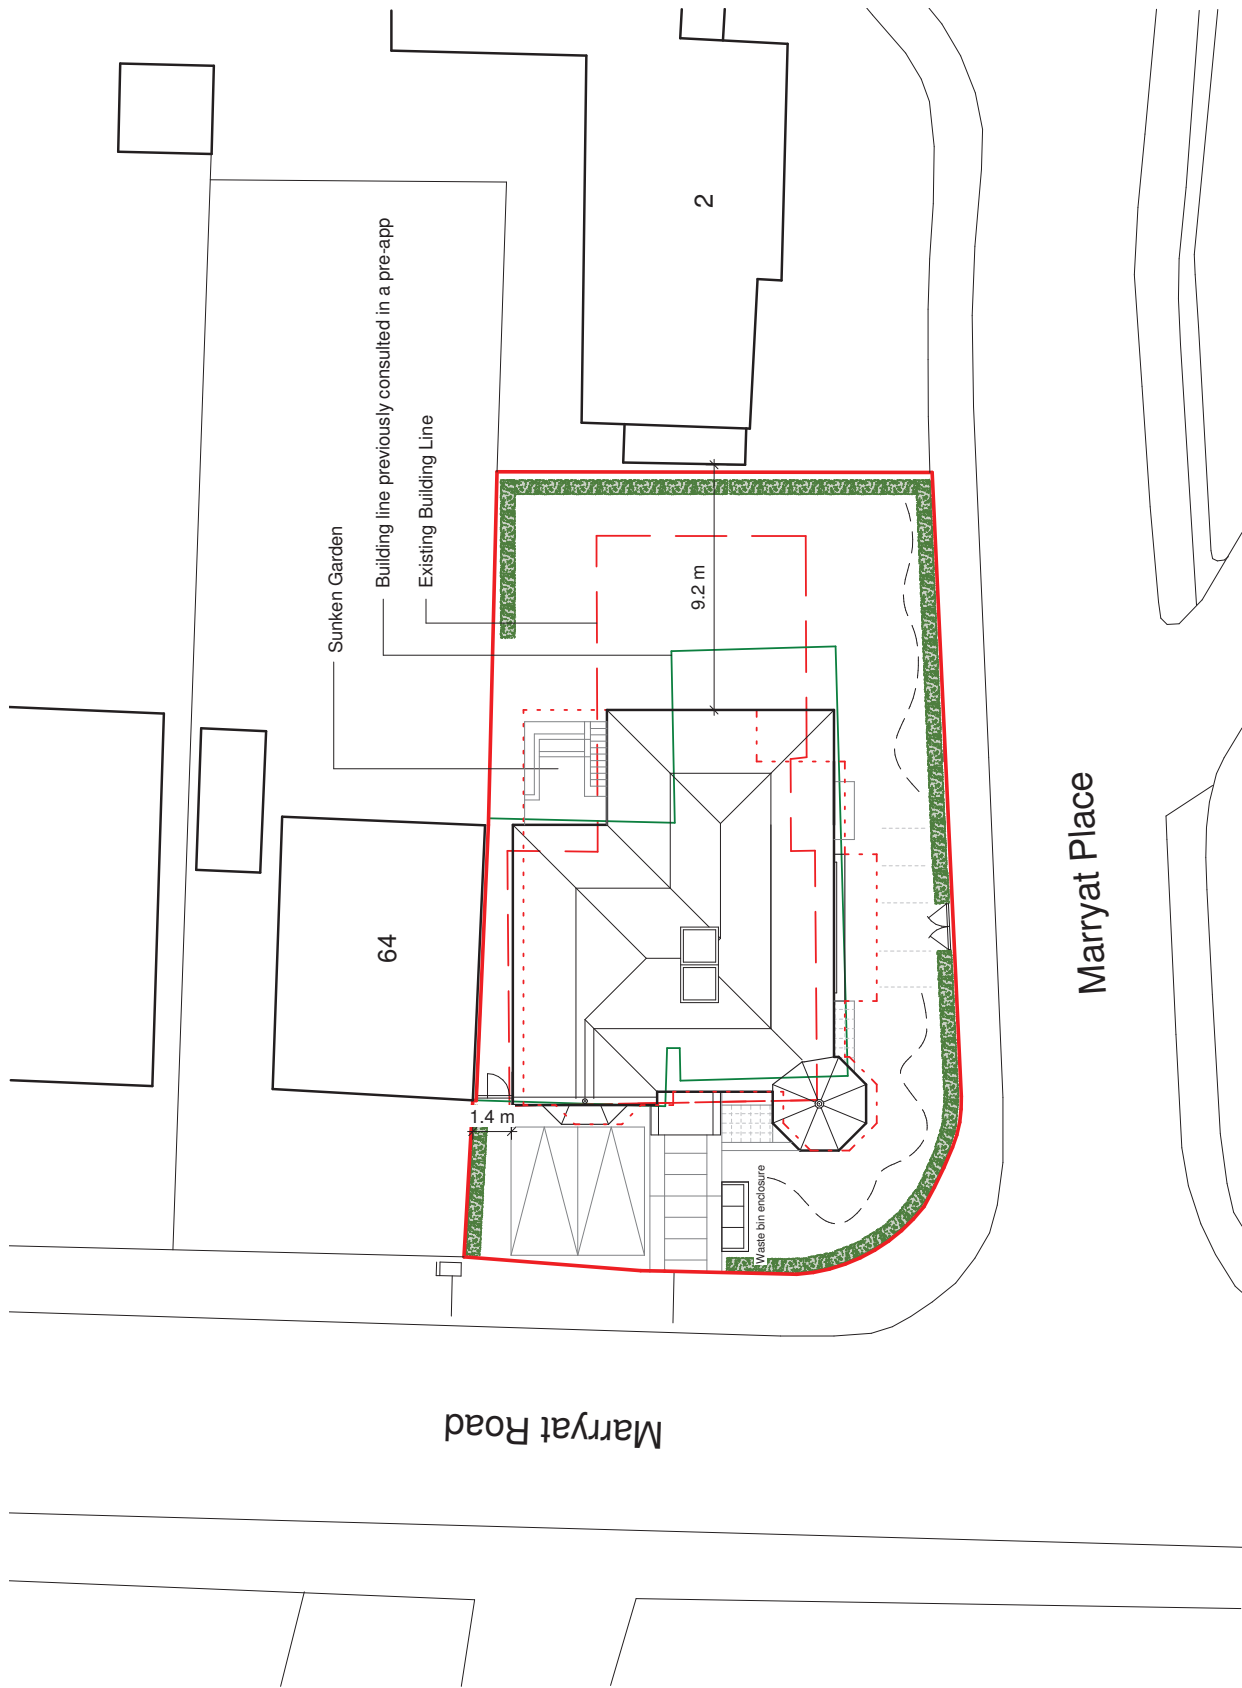 2
Building line previously consulted in a pre-app
Existing Building Line
Sunken Garden
9.2 m
64
Marryat Place
1.4 m
Waste bin enclosure
Marryat Road